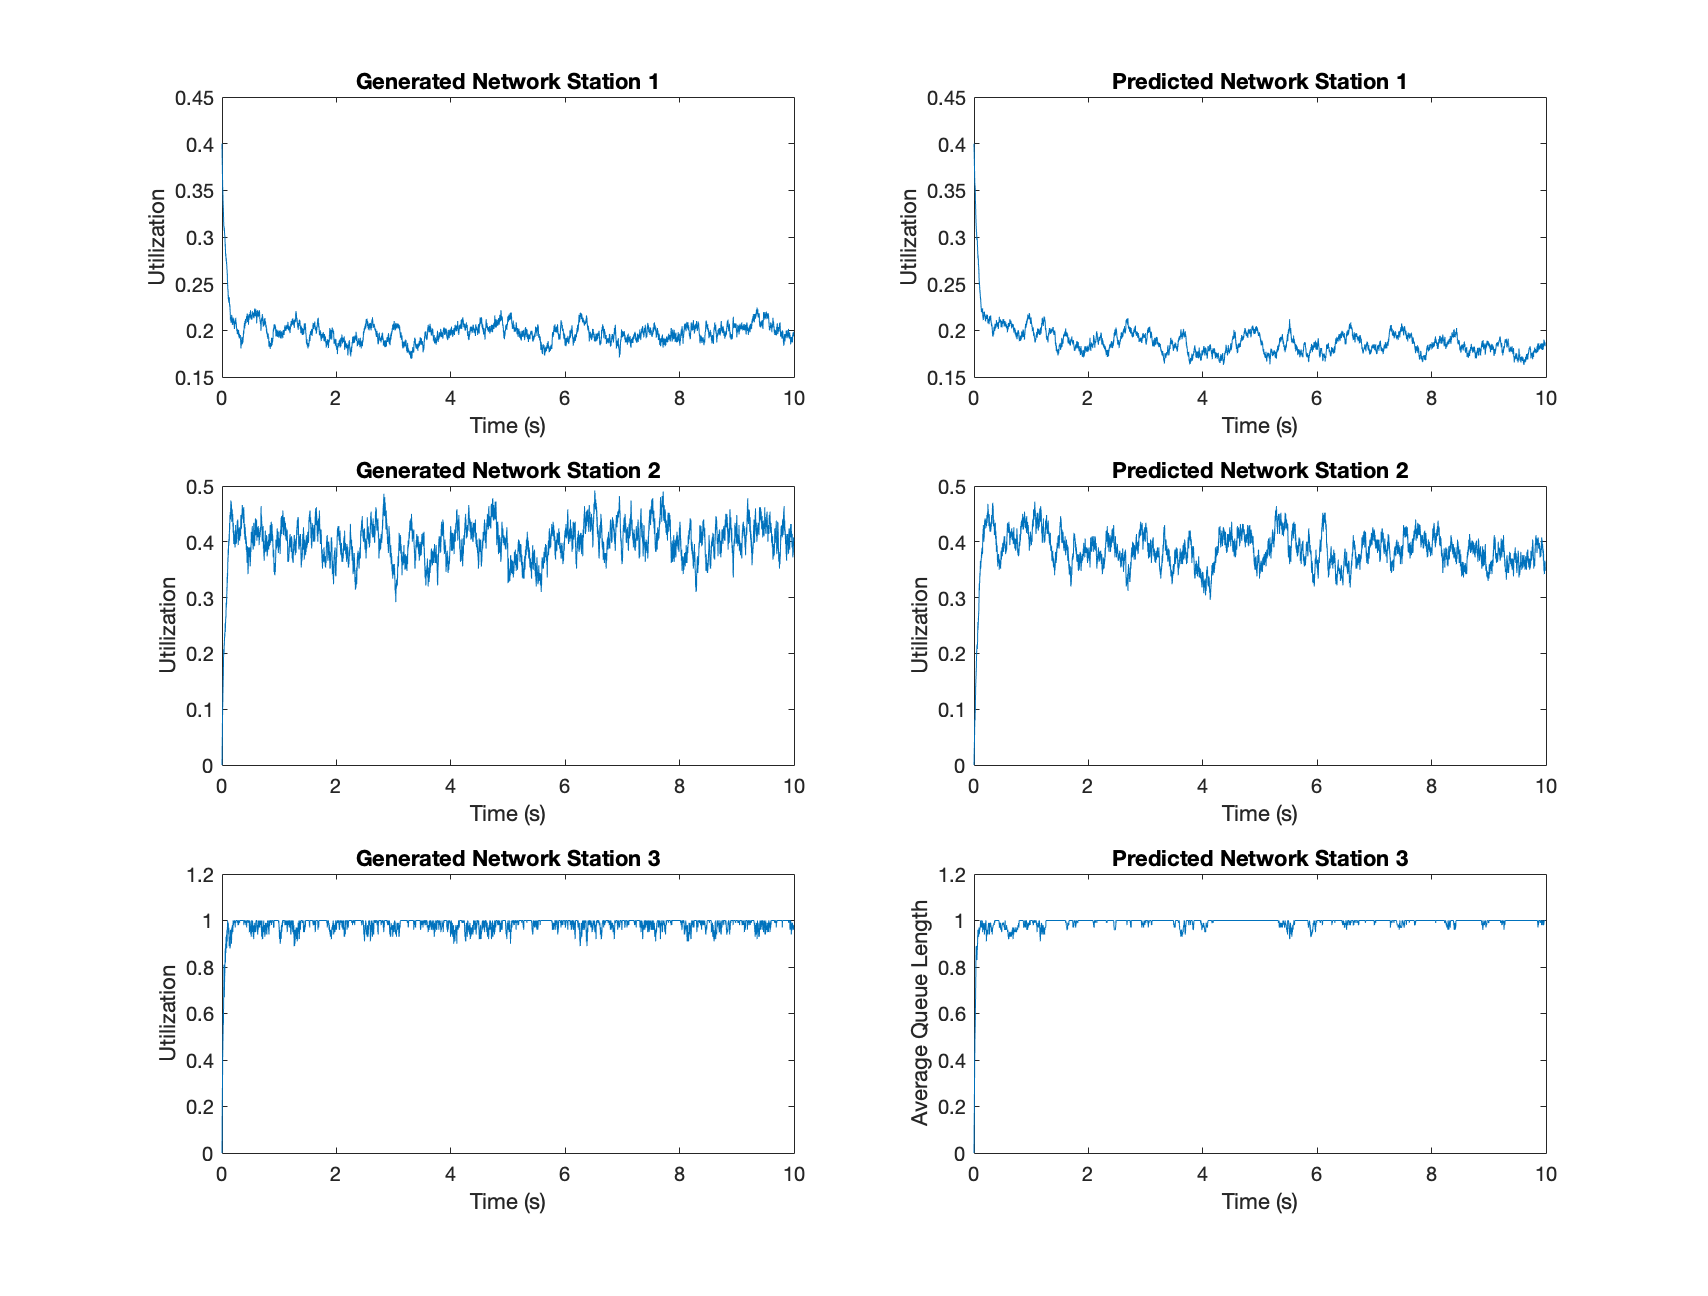 Generated Network Station 1
Predicted Network Station 1
0.45
0.4
0.35
0.3
0.25
0.2
0.15
Utilization
0 2 4 6 8 10
Time (s)
0.45
0.4
0.35
0.3
0.25
0.2
0.15
Utilization
0 2 4 6 8 10
Time (s)
Generated Network Station 2
Predicted Network Station 2
0.5
0.4
0.3
0.2
0.1
0
Utilization
0 2 4 6 8 10
Time (s)
0.5
0.4
0.3
0.2
0.1
0
Utilization
0 2 4 6 8 10
Time (s)
Generated Network Station 3
Predicted Network Station 3
1.2
1
0.8
0.6
0.4
0.2
0
Utilization
0 2 4 6 8 10
Time (s)
1.2
1
0.8
0.6
0.4
0.2
0
Average Queue Length
0 2 4 6 8 10
Time (s)